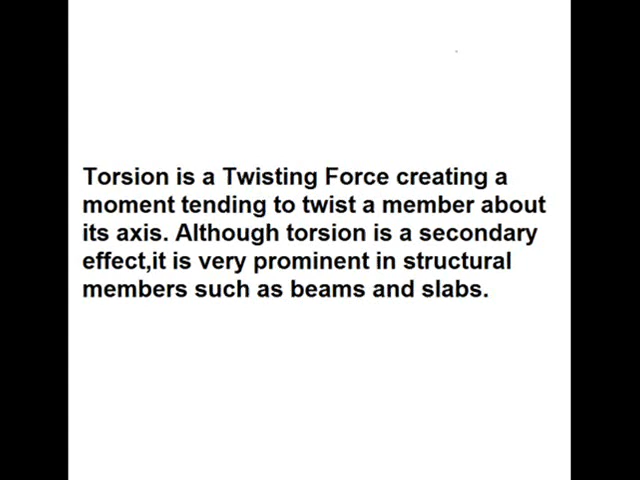 Torsion is a Twisting Force creating a
moment tending to twist a member about
its axis. Although torsion is a secondary
effect,it is very prominent in structural
members such as beams and slabs.